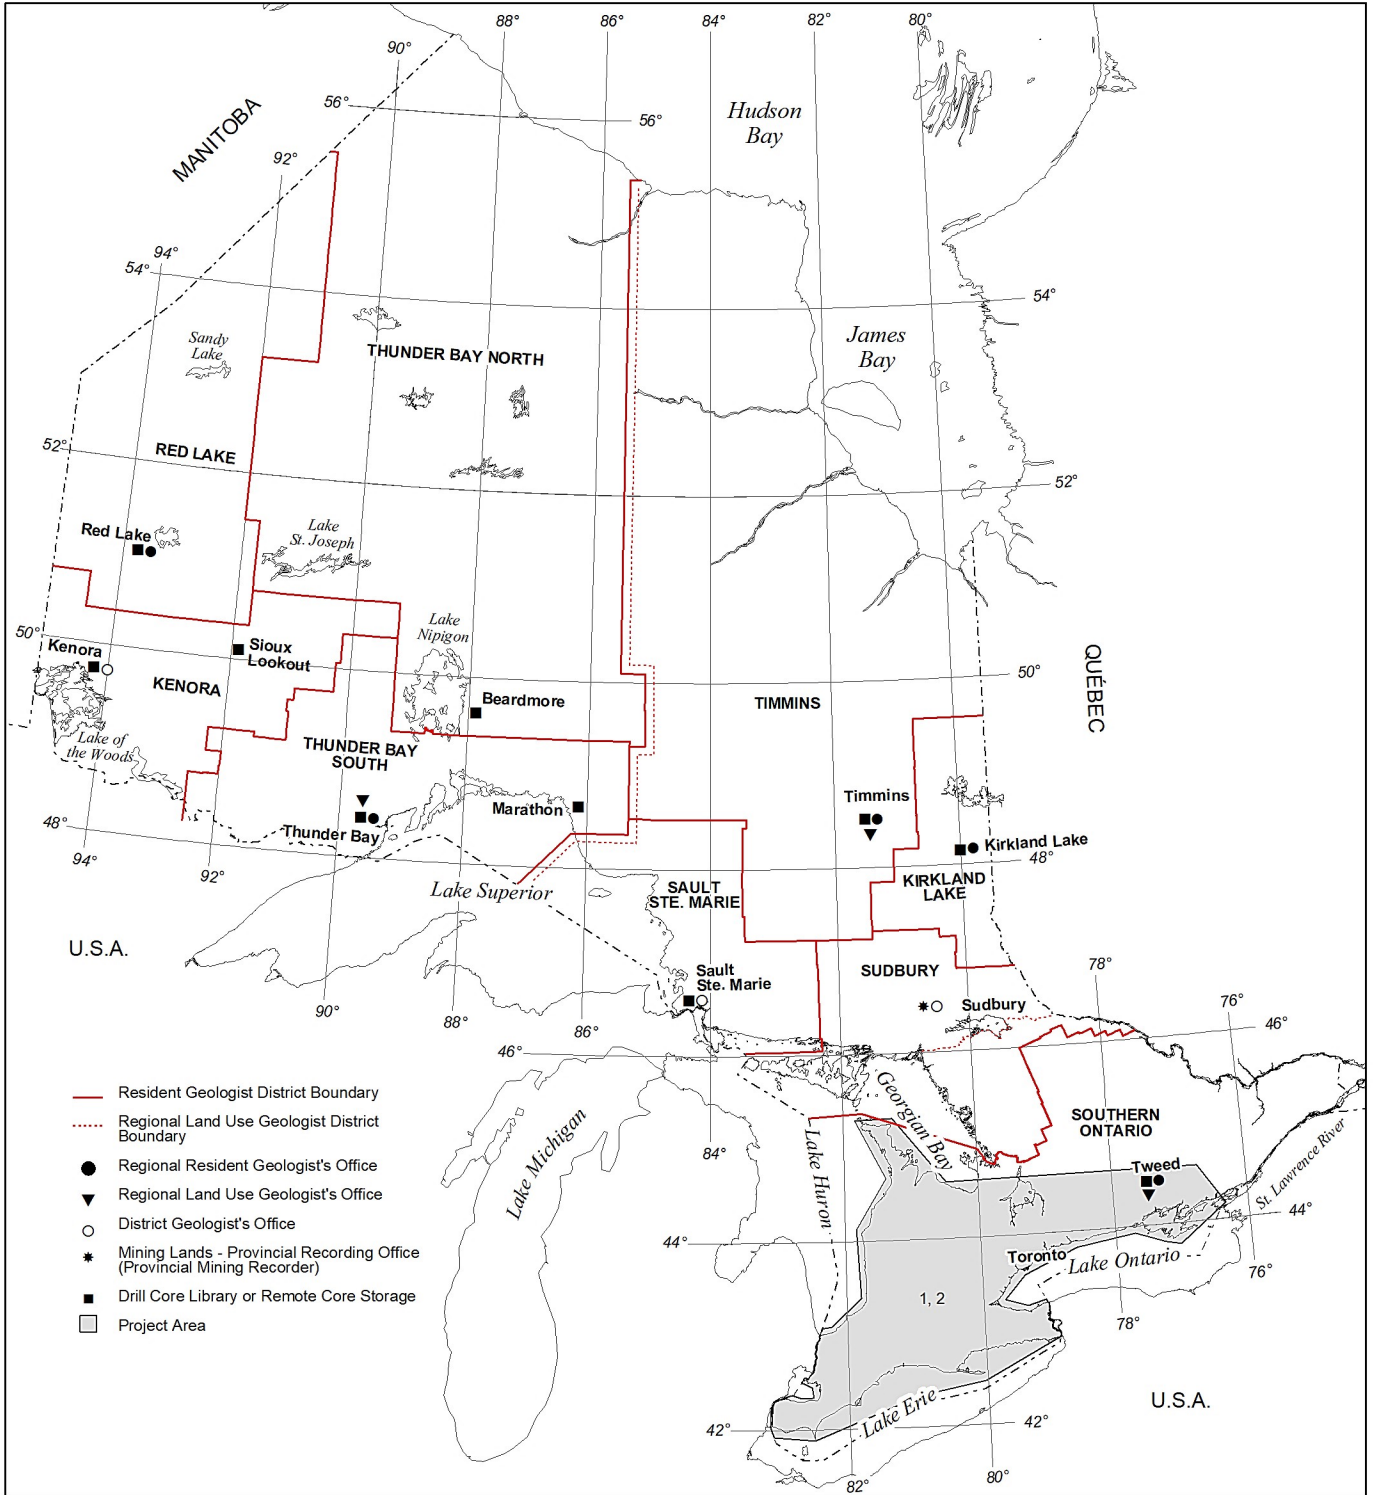 88°
86°
84°
82°
80°
90°
56°
56°
Hudson
Bay
MANITOBA
92°
94°
54°
54°
Sandy
Lake
THUNDER BAY NORTH
James
Bay
52°
RED LAKE
52°
Red Lake
Lake
St. Joseph
50°
Kenora
Sioux
Lookout
Lake
Nipigon
50°
QUÉBEC
KENORA
Beardmore
TIMMINS
Lake of
the Woods
THUNDER BAY
SOUTH
Marathon
Timmins
48°
Thunder Bay
Kirkland Lake
48°
94°
92°
Lake Superior
SAULT
STE. MARIE
KIRKLAND
LAKE
U.S.A.
Sault
Ste. Marie
SUDBURY
78°
Sudbury
76°
90°
88°
86°
46°
46°
Resident Geologist District Boundary
Regional Land Use Geologist District
Boundary
Regional Resident Geologist's Office
Regional Land Use Geologist's Office
District Geologist's Office
Mining Lands - Provincial Recording Office
(Provincial Mining Recorder)
Drill Core Library or Remote Core Storage
Project Area
Lake Michigan
84°
Lake Huron
Georgian Bay
SOUTHERN
ONTARIO
Tweed
St. Lawrence River
44°
44°
Toronto
Lake Ontario
76°
1, 2
78°
Lake Erie
U.S.A.
42°
42°
82°
80°